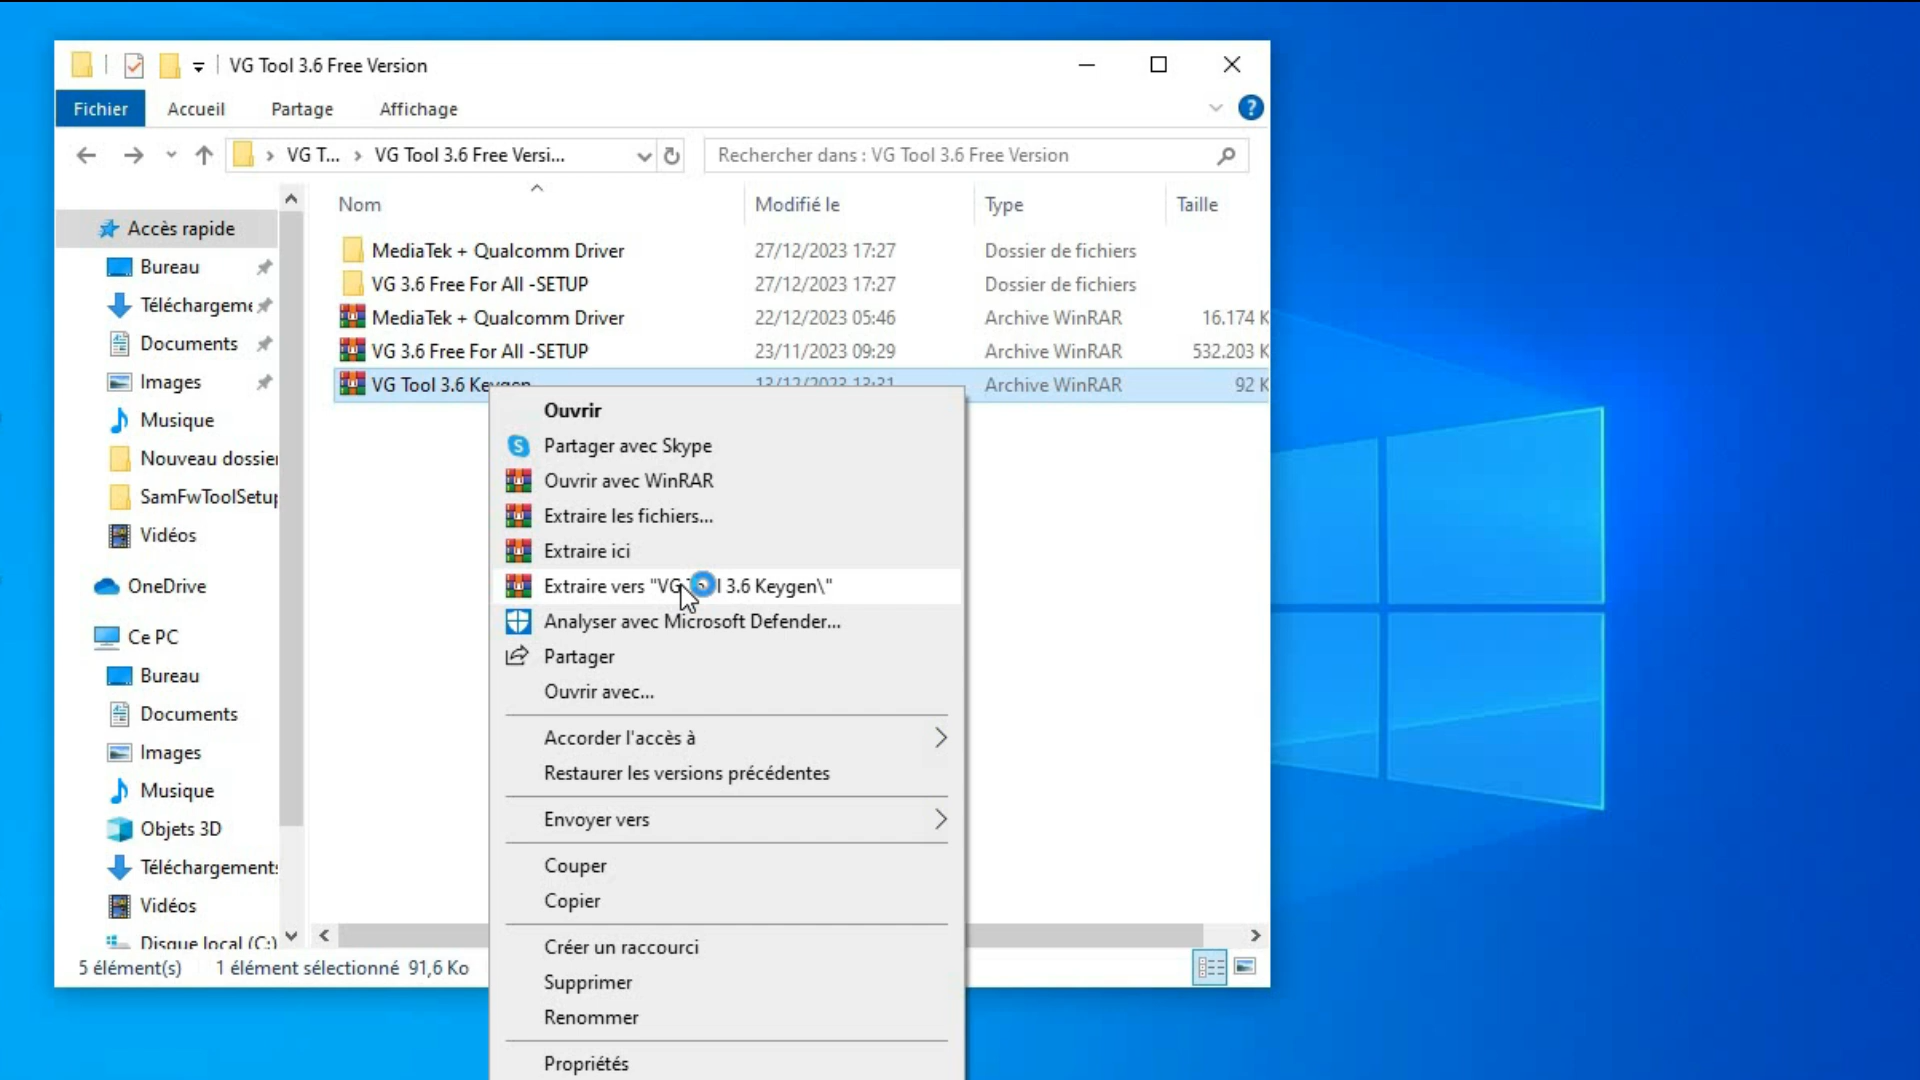 VG Tool 3.6 Free Version
Fichier Accueil Partage Affichage
VG T... VG Tool 3.6 Free Versi... Rechercher dans : VG Tool 3.6 Free Version
Nom Modifié le Type Taille
Accès rapide
Bureau
Téléchargeme
Documents
Images
Musique
Nouveau dossier
SamFwToolSetup
Vidéos
OneDrive
Ce PC
Bureau
Documents
Images
Musique
Objets 3D
Téléchargements
Vidéos
Disque local (C:)
MediaTek + Qualcomm Driver 27/12/2023 17:27 Dossier de fichiers
VG 3.6 Free For All -SETUP 27/12/2023 17:27 Dossier de fichiers
MediaTek + Qualcomm Driver 22/12/2023 05:46 Archive WinRAR 16.174 K
VG 3.6 Free For All -SETUP 23/11/2023 09:29 Archive WinRAR 532.203 K
VG Tool 3.6 Keygen 13/12/2023 13:31 Archive WinRAR 92 K
Ouvrir
Partager avec Skype
Ouvrir avec WinRAR
Extraire les fichiers...
Extraire ici
Extraire vers "VG Tool 3.6 Keygen\"
Analyser avec Microsoft Defender...
Partager
Ouvrir avec...
Accorder l'accès à
Restaurer les versions précédentes
Envoyer vers
Couper
Copier
Créer un raccourci
Supprimer
Renommer
Propriétés
5 élément(s) 1 élément sélectionné 91,6 Ko